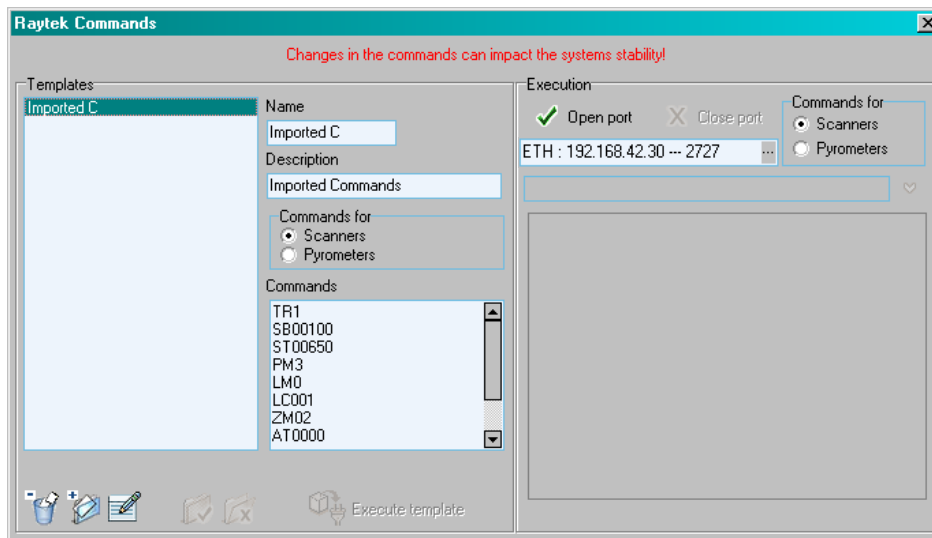 Raytek Commands
Changes in the commands can impact the systems stability!
Templates
Imported C
Name
Imported C
Description
Imported Commands
Commands for
Scanners
Pyrometers
Commands
TR1
SB00100
ST00650
PM3
LM0
LC001
ZM02
AT0000
Execute template
Execution
Open port
Close port
ETH : 192.168.42.30 --- 2727
...
Commands for
Scanners
Pyrometers